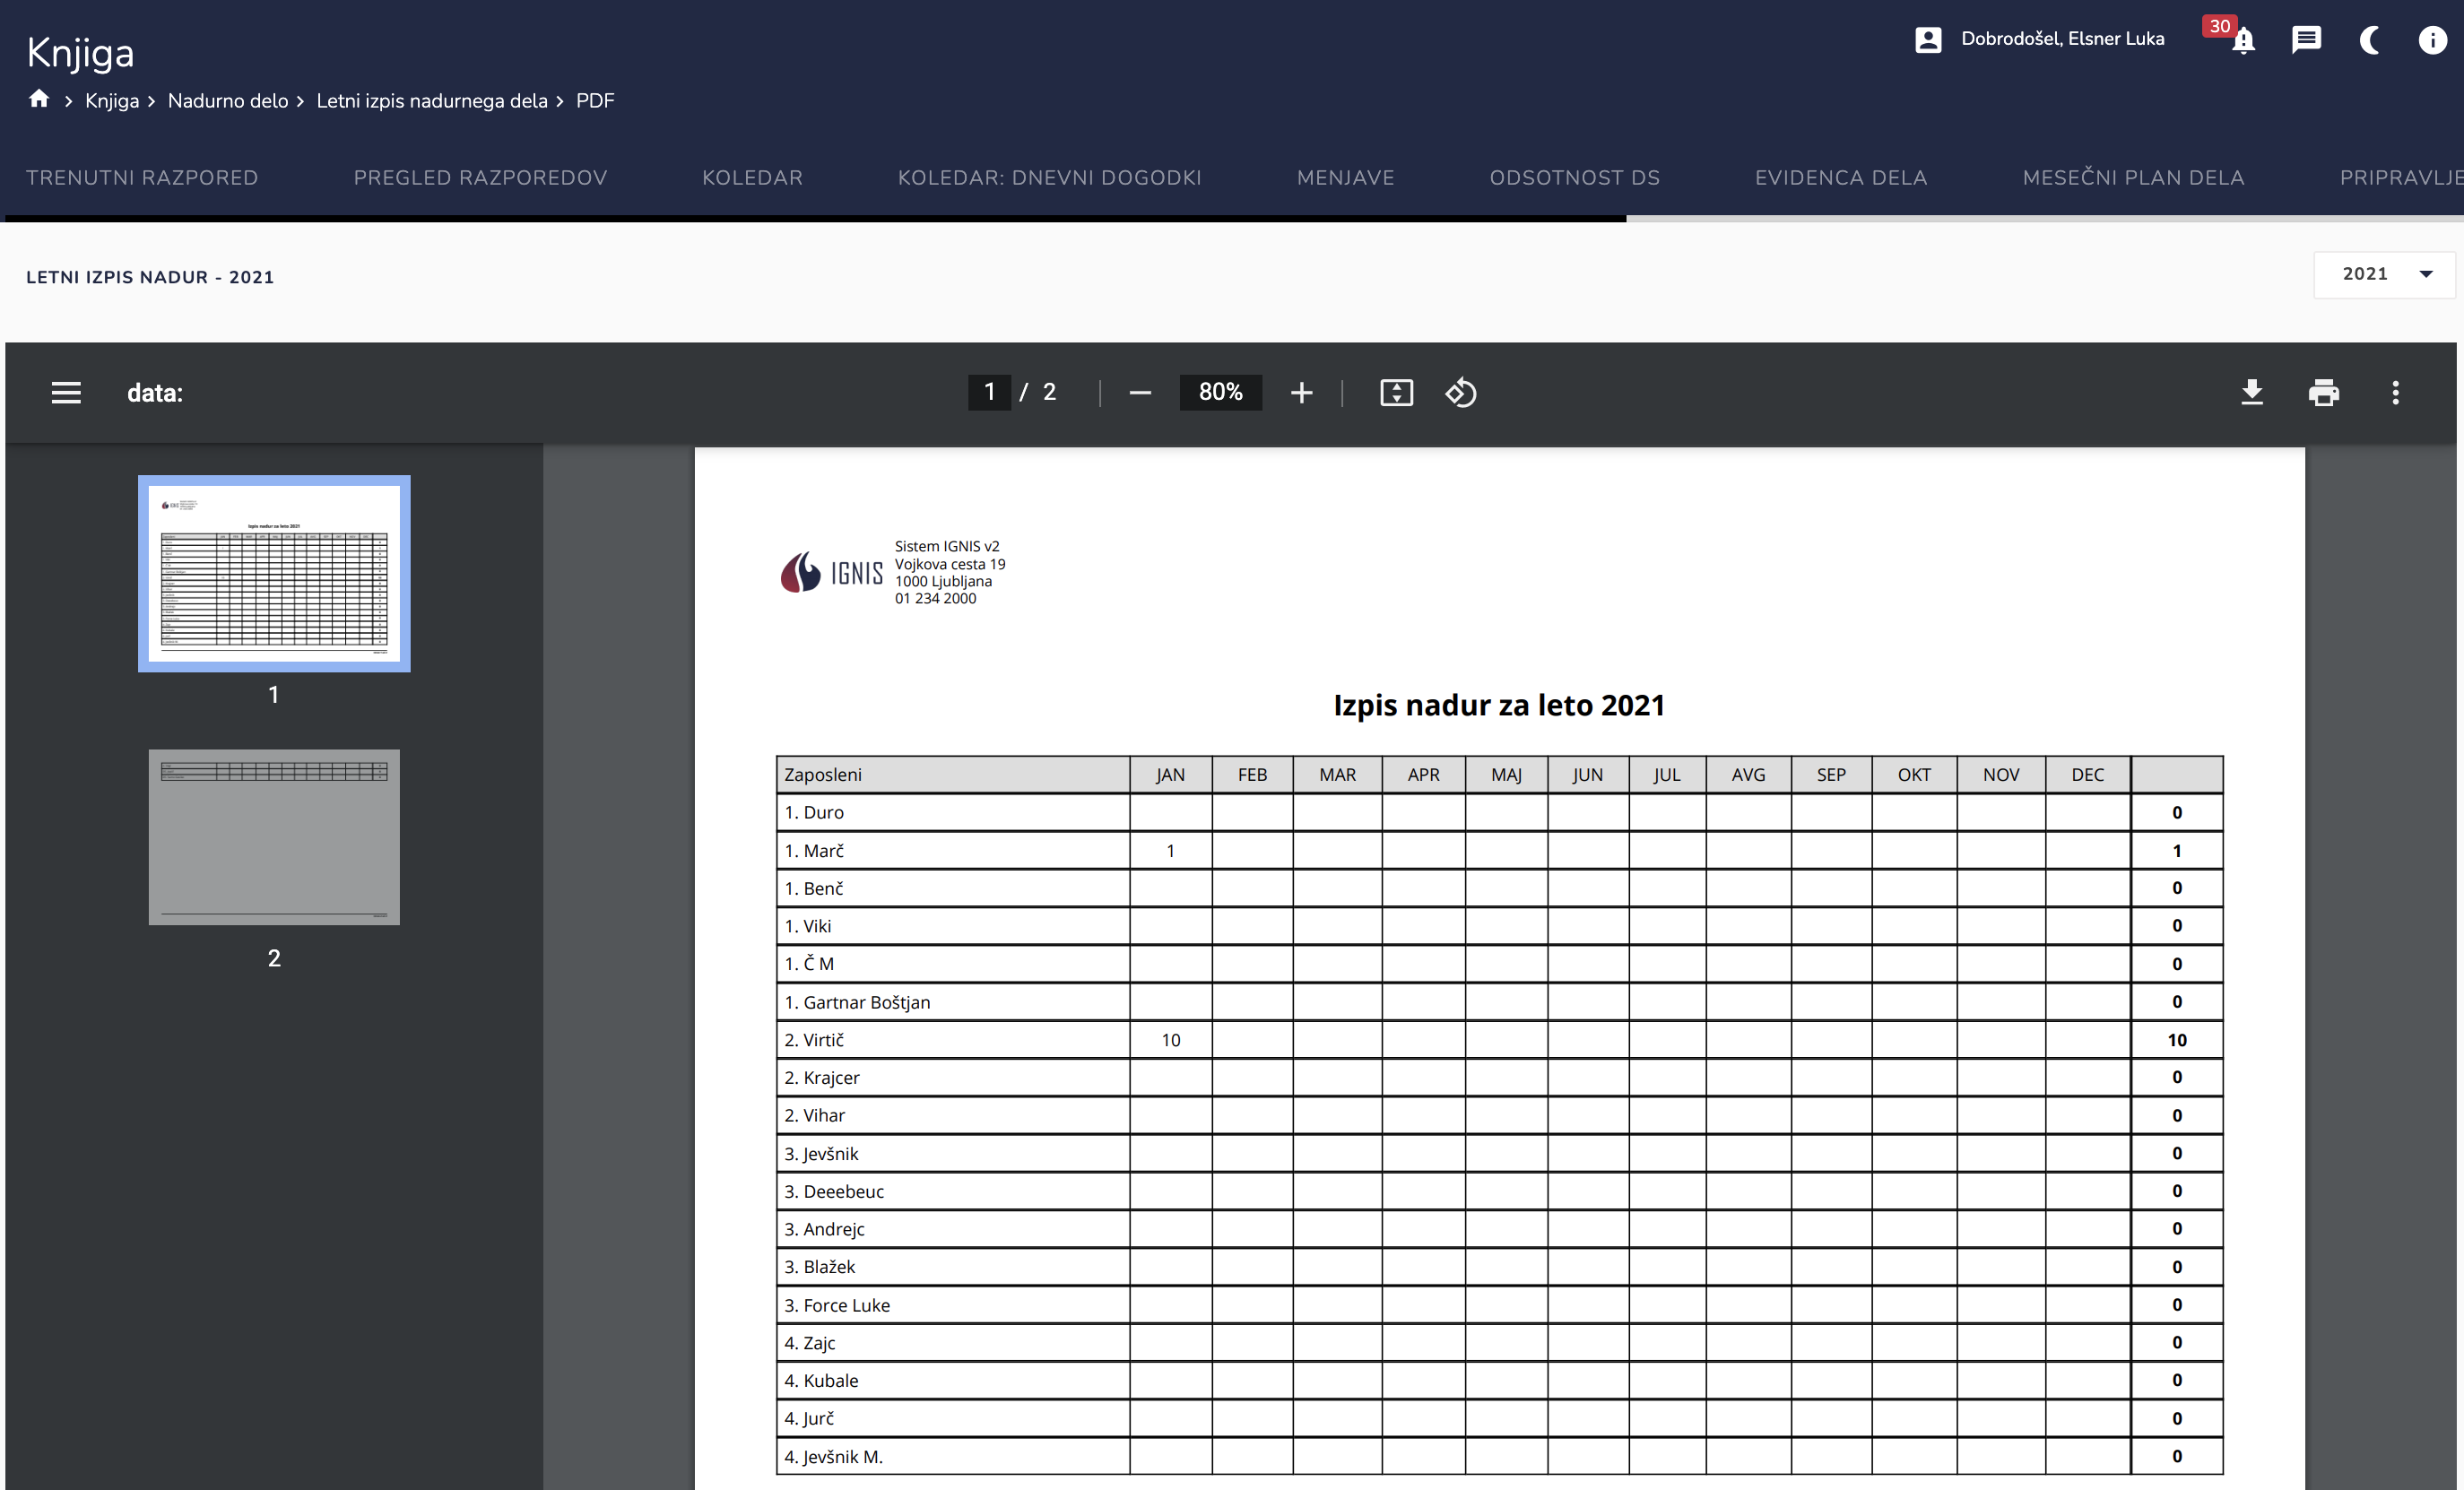 Knjiga
Dobrodošel, Elsner Luka
30
Knjiga
Nadurno delo
Letni izpis nadurnega dela
PDF
TRENUTNI RAZPORED
PREGLED RAZPOREDOV
KOLEDAR
KOLEDAR: DNEVNI DOGODKI
MENJAVE
ODSOTNOST DS
EVIDENCA DELA
MESEČNI PLAN DELA
PRIPRAVLJE
LETNI IZPIS NADUR - 2021
2021
data:
1 / 2
80%
1
2
IGNIS
Sistem IGNIS v2
Vojkova cesta 19
1000 Ljubljana
01 234 2000
Izpis nadur za leto 2021
Zaposleni JAN FEB MAR APR MAJ JUN JUL AVG SEP OKT NOV DEC
1. Duro 0
1. Marč 1 1
1. Benč 0
1. Viki 0
1. Č M 0
1. Gartnar Boštjan 0
2. Virtič 10 10
2. Krajcer 0
2. Vihar 0
3. Jevšnik 0
3. Deeebeuc 0
3. Andrejc 0
3. Blažek 0
3. Force Luke 0
4. Zajc 0
4. Kubale 0
4. Jurč 0
4. Jevšnik M. 0